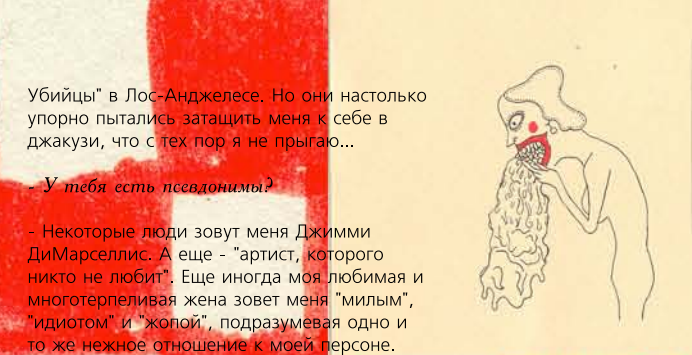 Убийцы" в Лос-Анджелесе. Но они настолько
упорно пытались затащить меня к себе в
джакузи, что с тех пор я не прыгаю...
- У тебя есть псевдонимы?
- Некоторые люди зовут меня Джимми
ДиМарселлис. А еще - "артист, которого
никто не любит". Еще иногда моя любимая и
многотерпеливая жена зовет меня "милым",
"идиотом" и "жопой", подразумевая одно и
то же нежное отношение к моей персоне.